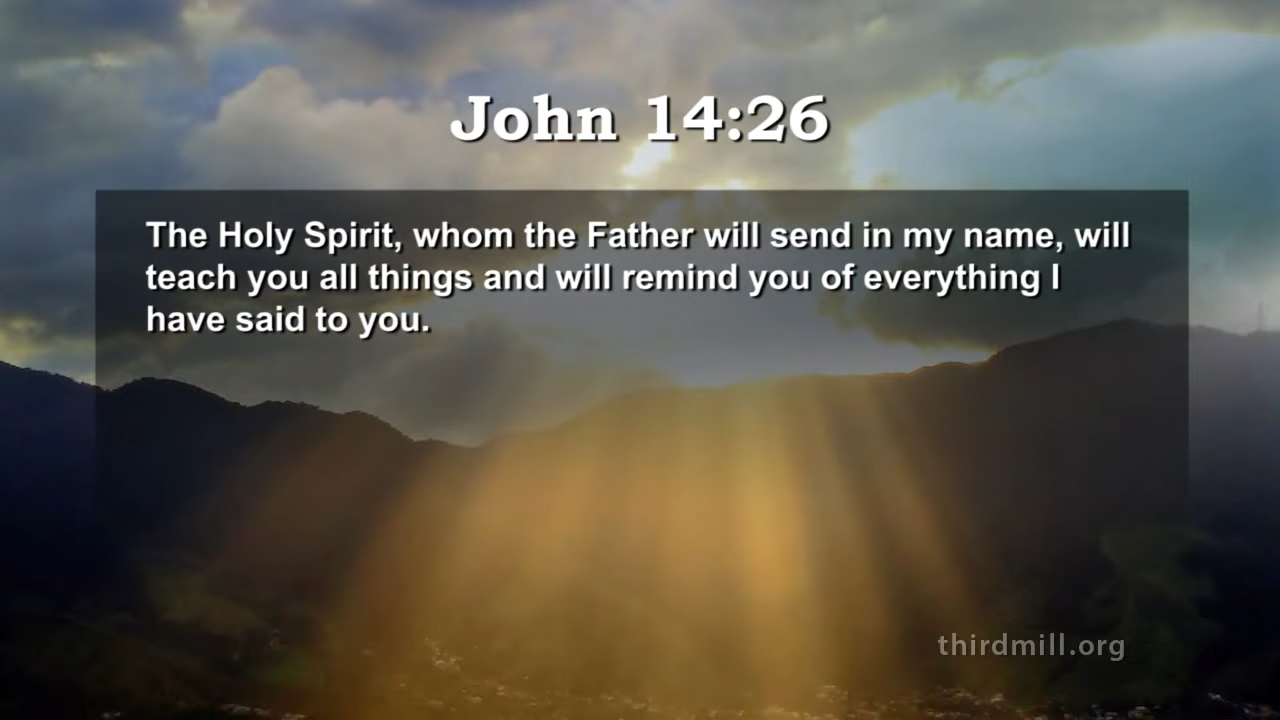 John 14:26
The Holy Spirit, whom the Father will send in my name, will
teach you all things and will remind you of everything I
have said to you.
thirdmill.org